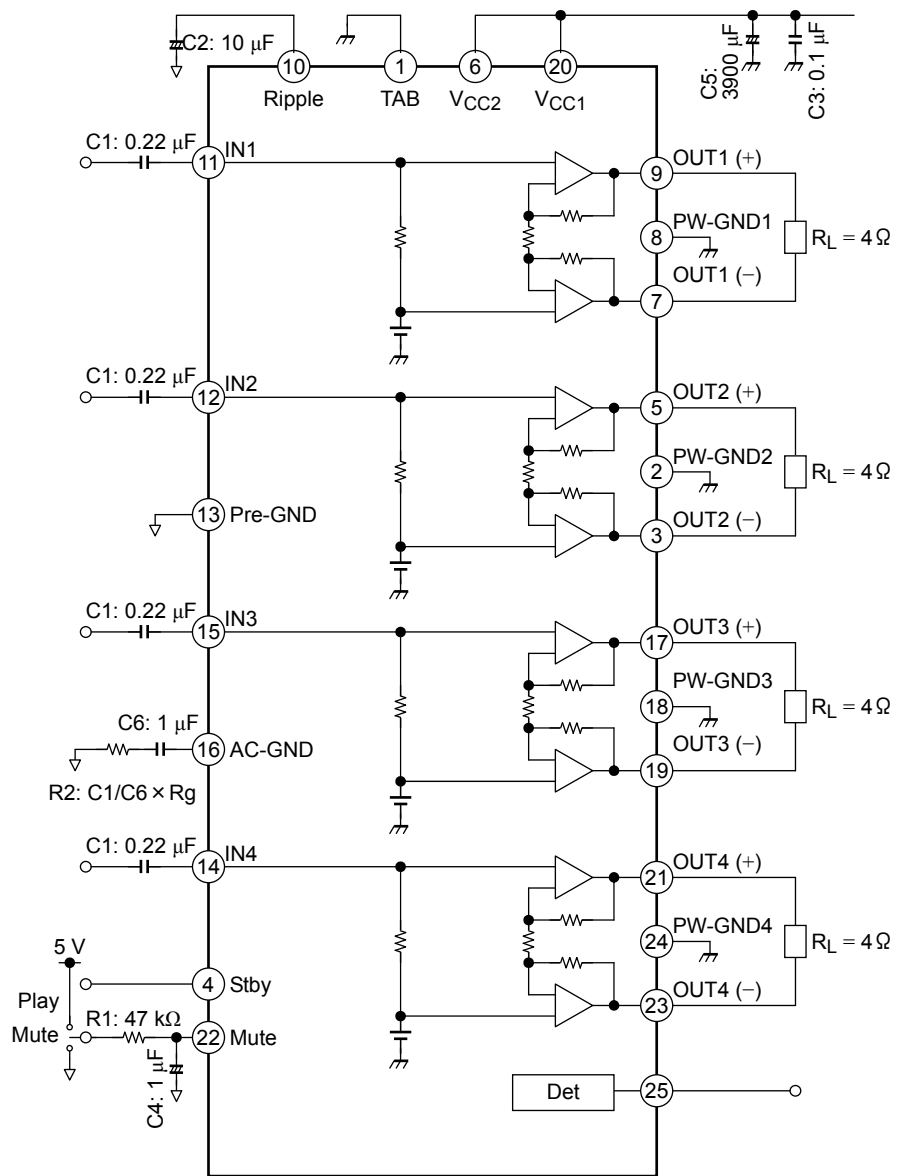 C2: 10 μF
C5: 3900 μF
C3: 0.1 μF
10 1 6 20
Ripple TAB VCC2 VCC1
C1: 0.22 μF
11 IN1
9 OUT1 (+)
8 PW-GND1
RL = 4 Ω
OUT1 (−)
7
C1: 0.22 μF
12 IN2
5 OUT2 (+)
2 PW-GND2
RL = 4 Ω
13 Pre-GND
3 OUT2 (−)
C1: 0.22 μF
15 IN3
17 OUT3 (+)
PW-GND3
18
RL = 4 Ω
C6: 1 μF
16 AC-GND
OUT3 (−)
19
R2: C1/C6 × Rg
C1: 0.22 μF
14 IN4
21 OUT4 (+)
PW-GND4
24
RL = 4 Ω
5 V
4 Stby
23 OUT4 (−)
Play
Mute
R1: 47 kΩ
22 Mute
C4: 1 μF
Det
25